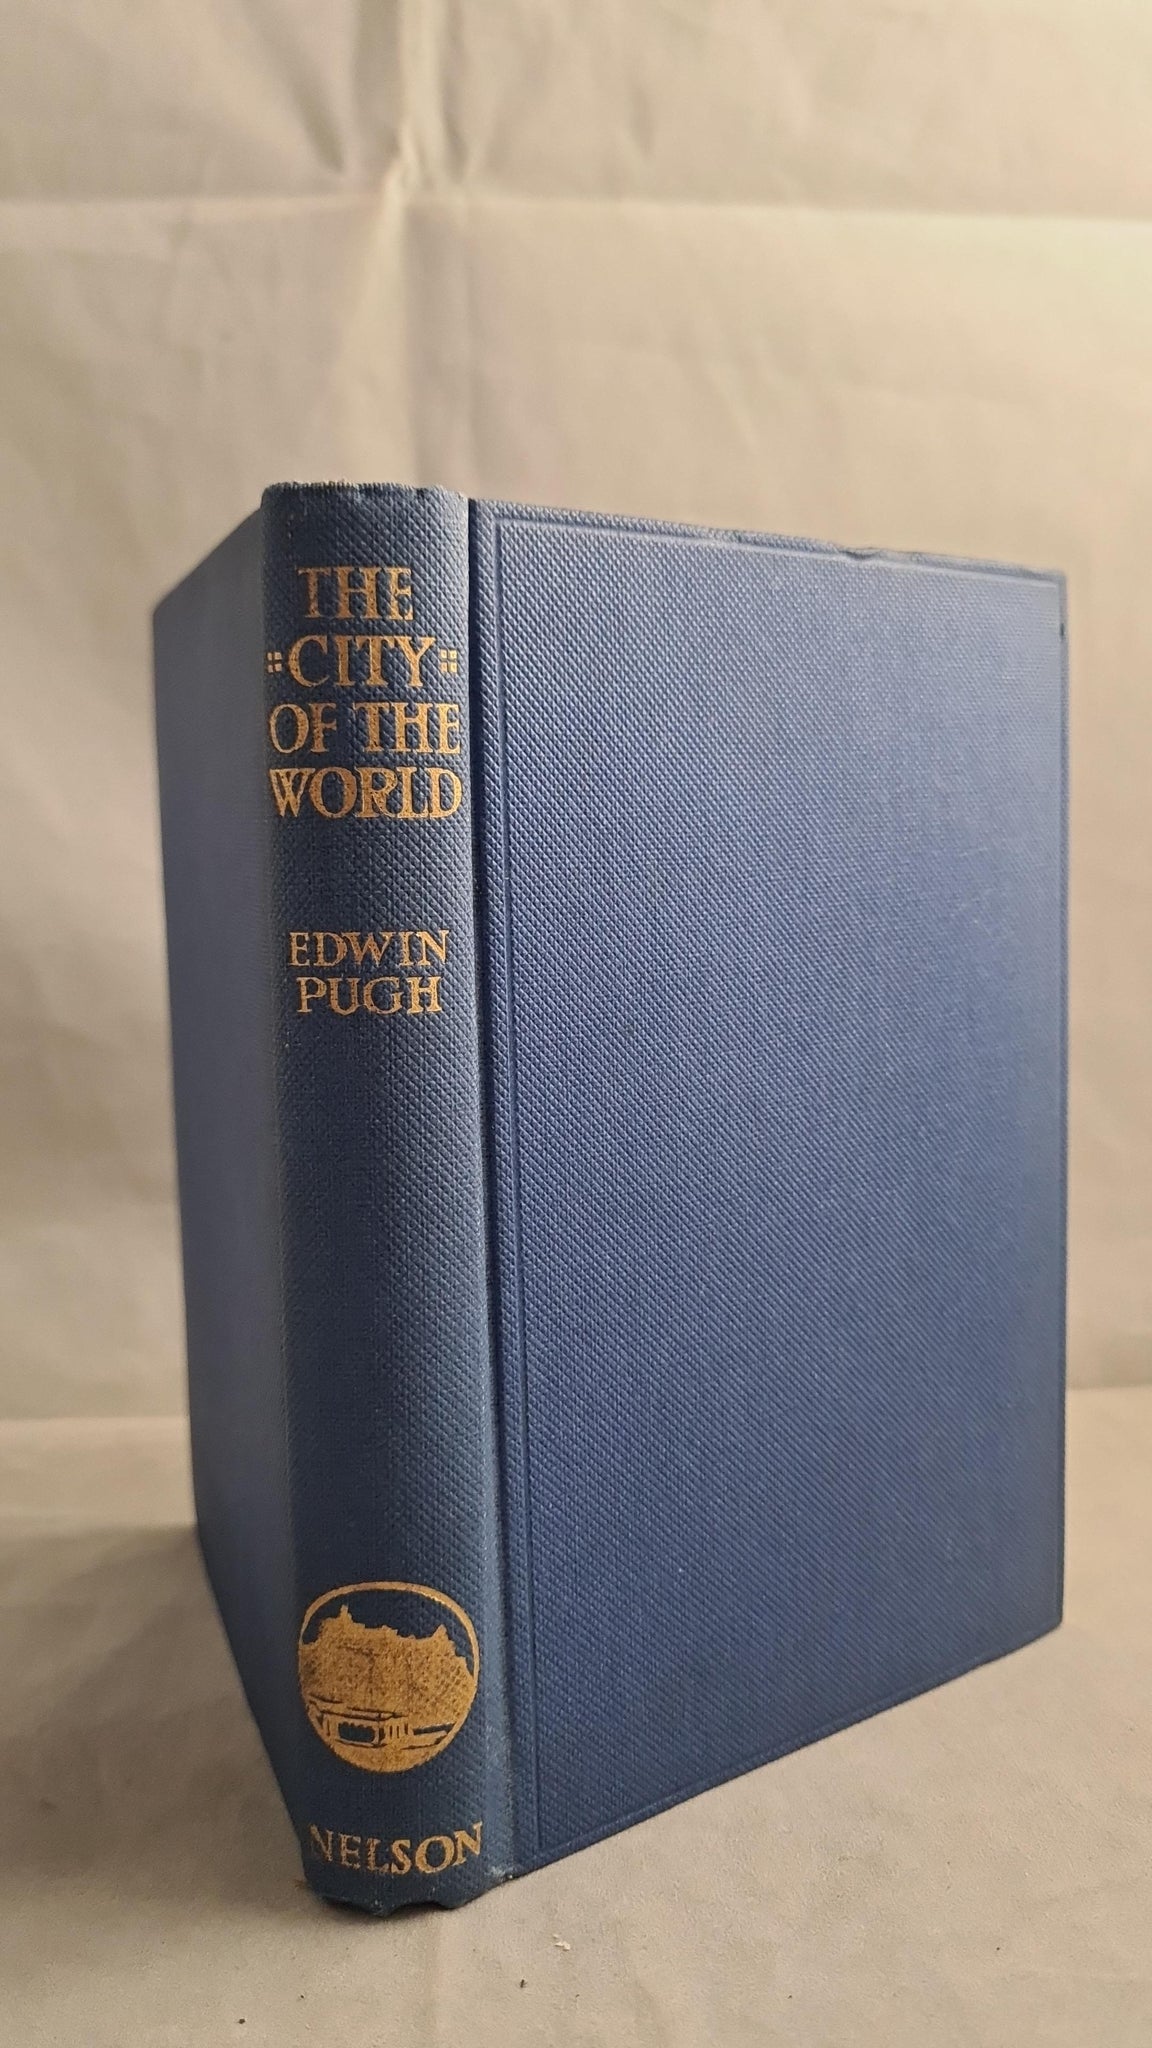 THE
CITY
OF THE
WORLD
EDWIN
PUGH
NELSON